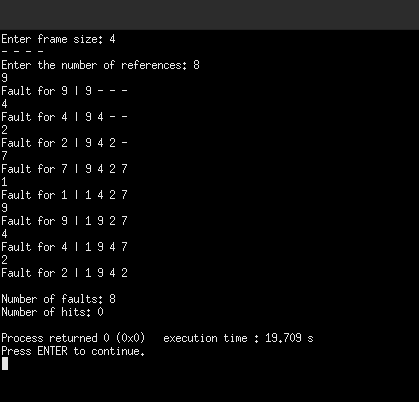 Enter frame size: 4
- - - -
Enter the number of references: 8
9
Fault for 9 | 9 - - -
4
Fault for 4 | 9 4 - -
2
Fault for 2 | 9 4 2 -
7
Fault for 7 | 9 4 2 7
1
Fault for 1 | 1 4 2 7
9
Fault for 9 | 1 9 2 7
4
Fault for 4 | 1 9 4 7
2
Fault for 2 | 1 9 4 2
Number of faults: 8
Number of hits: 0
Process returned 0 (0x0)   execution time : 19.709 s
Press ENTER to continue.